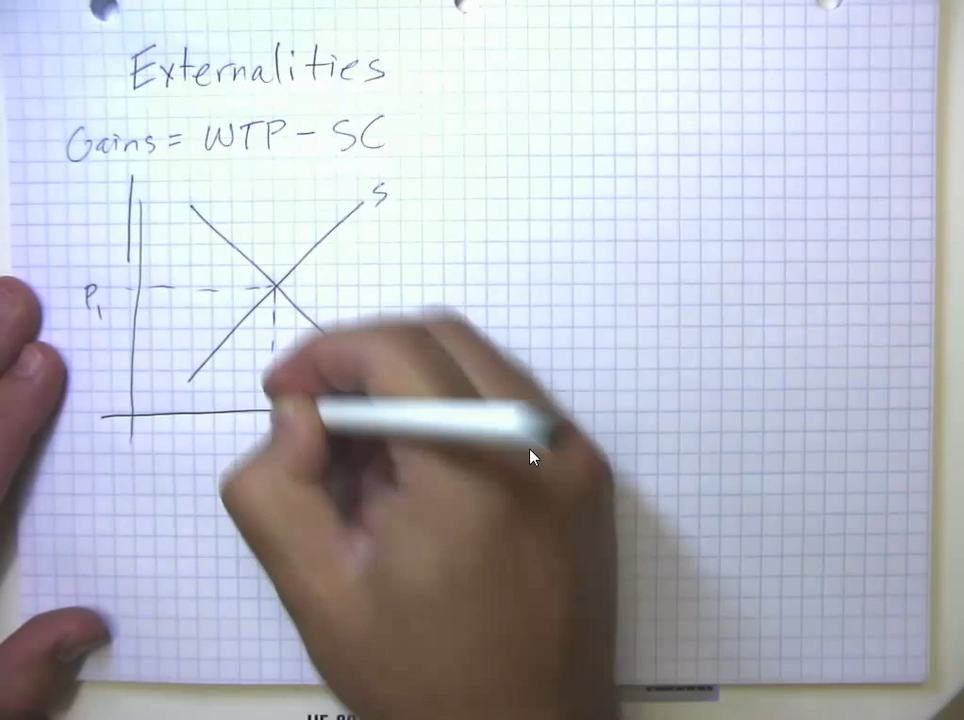 Externalities
Gains = WTP - SC
S
P1